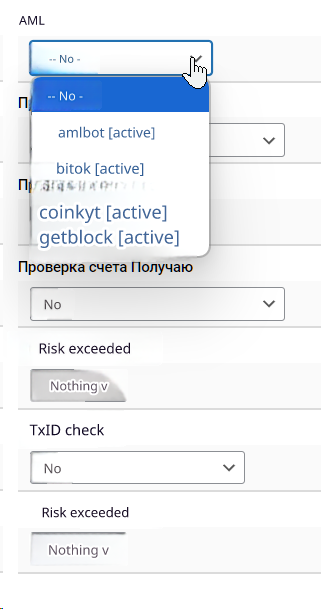 AML
-- No -
-- No -
amlbot [active]
bitok [active]
coinkyt [active]
getblock [active]
Проверка счета Получаю
No
Risk exceeded
Nothing v
TxID check
No
Risk exceeded
Nothing v